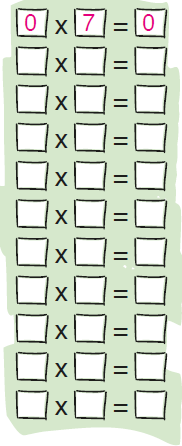 0 x 7 = 0
x =
x =
x =
x =
x =
x =
x =
x =
x =
x =